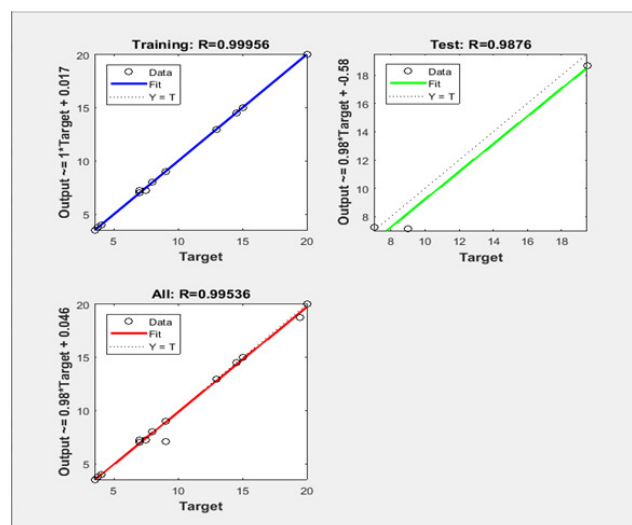 Training: R=0.99956
Output ~= 1*Target + 0.017
Data
Fit
Y = T
20
15
10
5
5
10
15
20
Target
Test: R=0.9876
Output ~= 0.98*Target + -0.58
Data
Fit
Y = T
18
16
14
12
10
8
8
10
12
14
16
18
Target
All: R=0.99536
Output ~= 0.98*Target + 0.046
Data
Fit
Y = T
20
15
10
5
5
10
15
20
Target